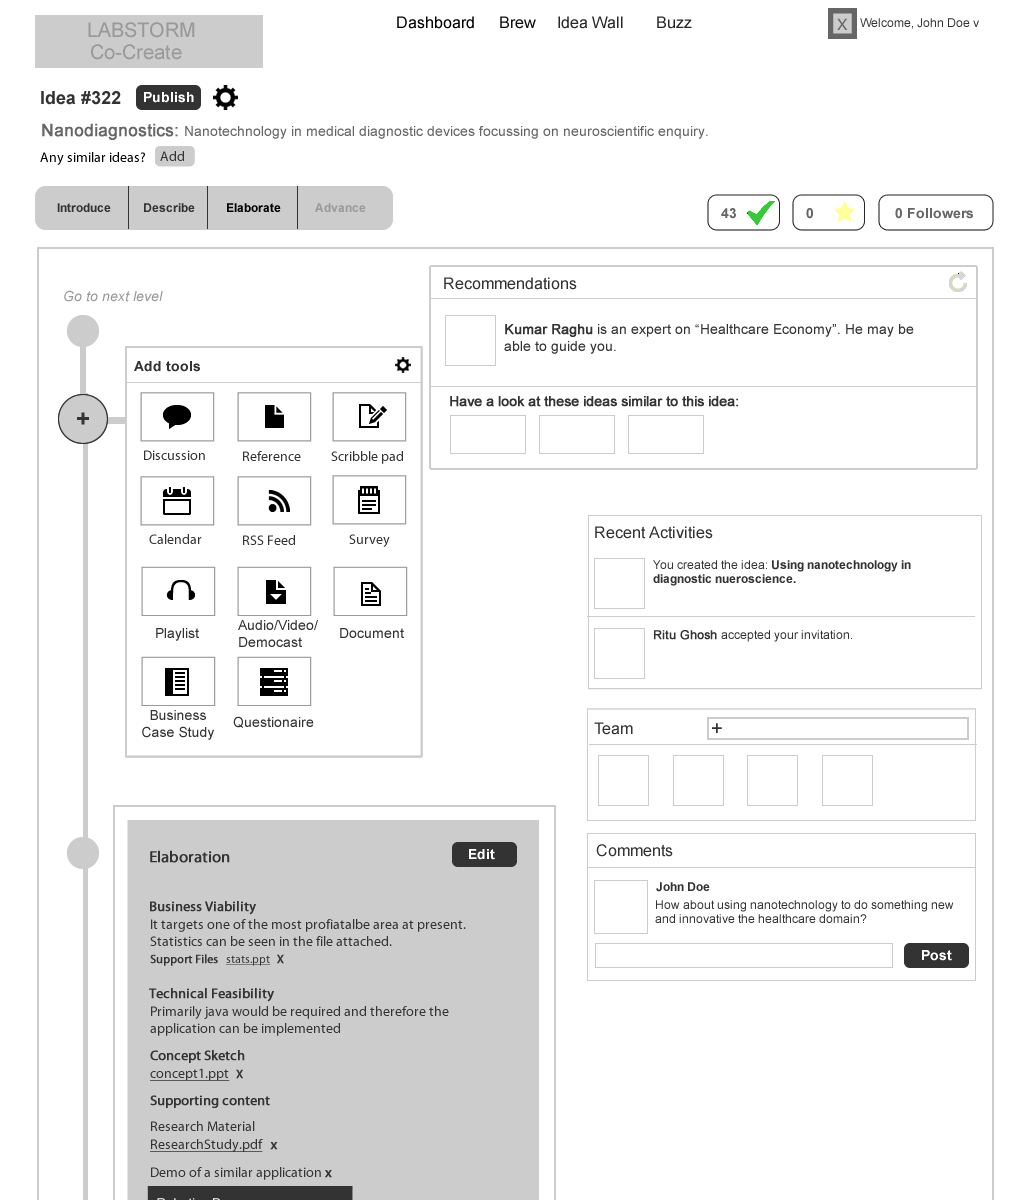 LABSTORM
Co-Create
Dashboard Brew Idea Wall Buzz
X Welcome, John Doe v
Idea #322 Publish
Nanodiagnostics: Nanotechnology in medical diagnostic devices focussing on neuroscientific enquiry.
Any similar ideas? Add
Introduce Describe Elaborate Advance
43 0 0 Followers
Go to next level
+
Add tools
Discussion Reference Scribble pad
Calendar RSS Feed Survey
Playlist Audio/Video/
Democast Document
Business
Case Study Questionaire
Recommendations
Kumar Raghu is an expert on “Healthcare Economy”. He may be
able to guide you.
Have a look at these ideas similar to this idea:
Recent Activities
You created the idea: Using nanotechnology in
diagnostic nueroscience.
Ritu Ghosh accepted your invitation.
Team +
Comments
John Doe
How about using nanotechnology to do something new
and innovative the healthcare domain?
Post
Elaboration Edit
Business Viability
It targets one of the most profiatalbe area at present.
Statistics can be seen in the file attached.
Support Files stats.ppt X
Technical Feasibility
Primarily java would be required and therefore the
application can be implemented
Concept Sketch
concept1.ppt X
Supporting content
Research Material
ResearchStudy.pdf x
Demo of a similar application x